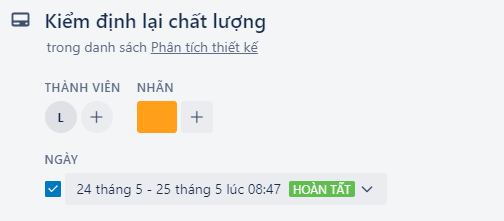 Kiểm định lại chất lượng
trong danh sách Phân tích thiết kế
THÀNH VIÊN NHÃN
L + +
NGÀY
24 tháng 5 - 25 tháng 5 lúc 08:47 HOÀN TẤT